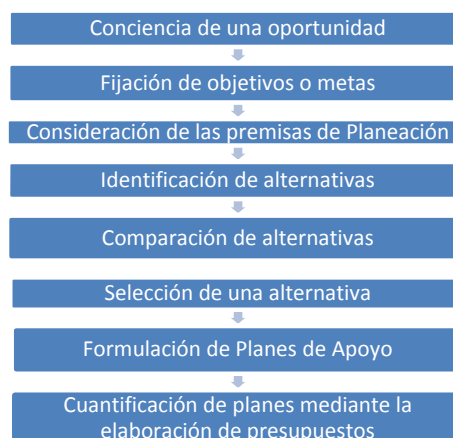 Conciencia de una oportunidad
Fijación de objetivos o metas
Consideración de las premisas de Planeación
Identificación de alternativas
Comparación de alternativas
Selección de una alternativa
Formulación de Planes de Apoyo
Cuantificación de planes mediante la
elaboración de presupuestos